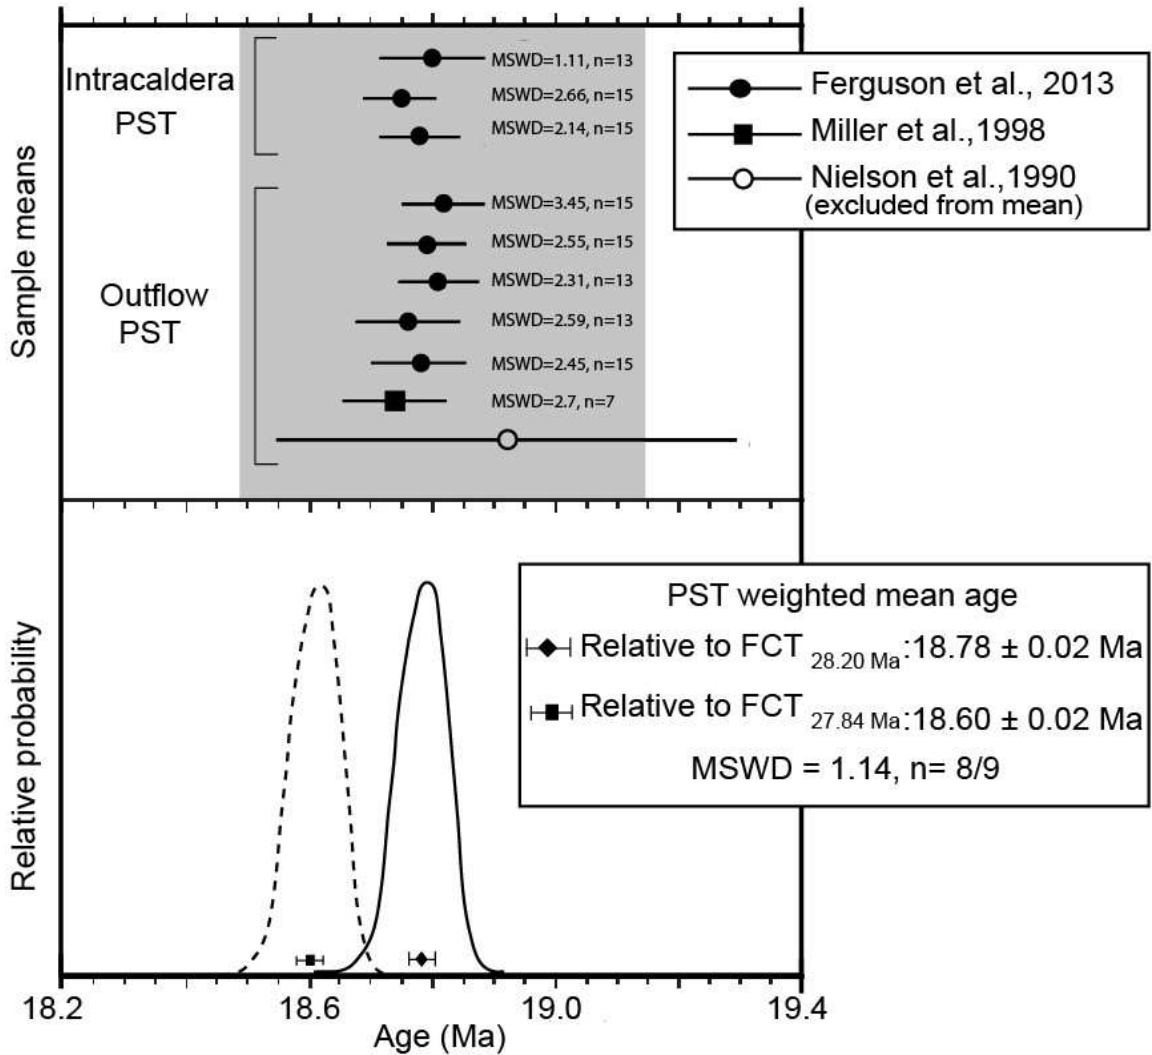 Sample means
Intracaldera
PST
MSWD=1.11, n=13
MSWD=2.66, n=15
MSWD=2.14, n=15
Outflow
PST
MSWD=3.45, n=15
MSWD=2.55, n=15
MSWD=2.31, n=13
MSWD=2.59, n=13
MSWD=2.45, n=15
MSWD=2.7, n=7
Ferguson et al., 2013
Miller et al.,1998
Nielson et al.,1990
(excluded from mean)
Relative probability
PST weighted mean age
Relative to FCT 28.20 Ma:18.78 ± 0.02 Ma
Relative to FCT 27.84 Ma:18.60 ± 0.02 Ma
MSWD = 1.14, n= 8/9
18.2 18.6 19.0 19.4
Age (Ma)